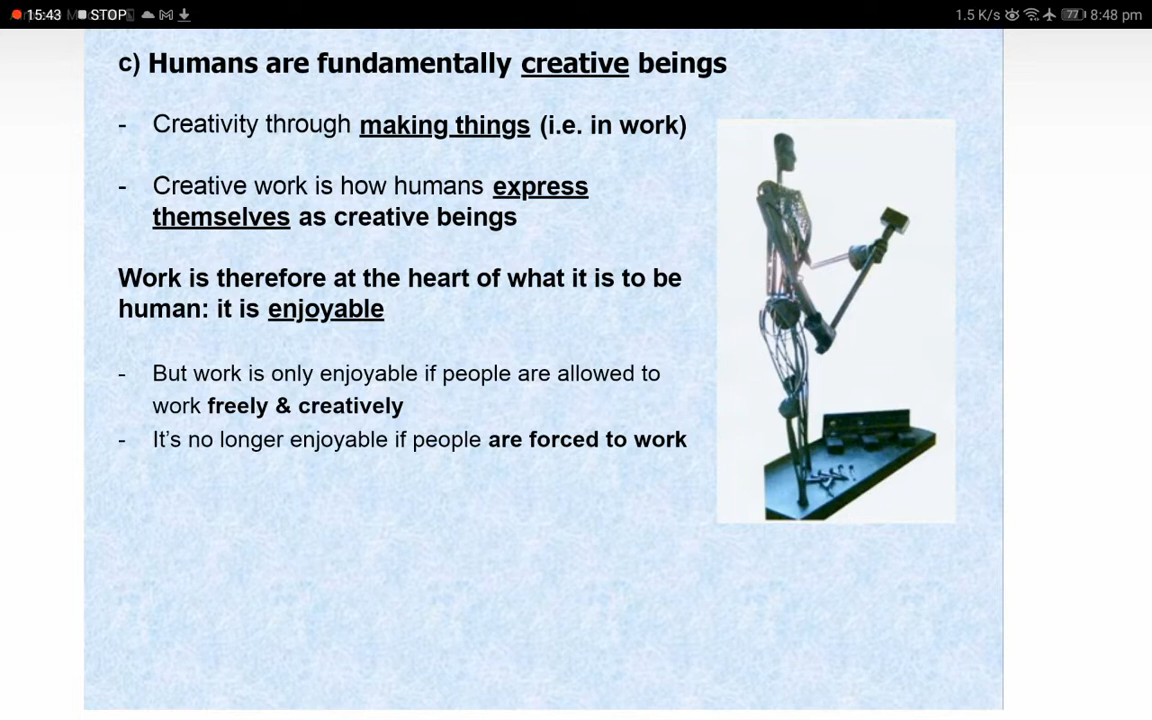 15:43 STOP 1.5 K/s 77 8:48 pm
c) Humans are fundamentally creative beings
- Creativity through making things (i.e. in work)
- Creative work is how humans express
themselves as creative beings
Work is therefore at the heart of what it is to be
human: it is enjoyable
- But work is only enjoyable if people are allowed to
work freely & creatively
- It's no longer enjoyable if people are forced to work